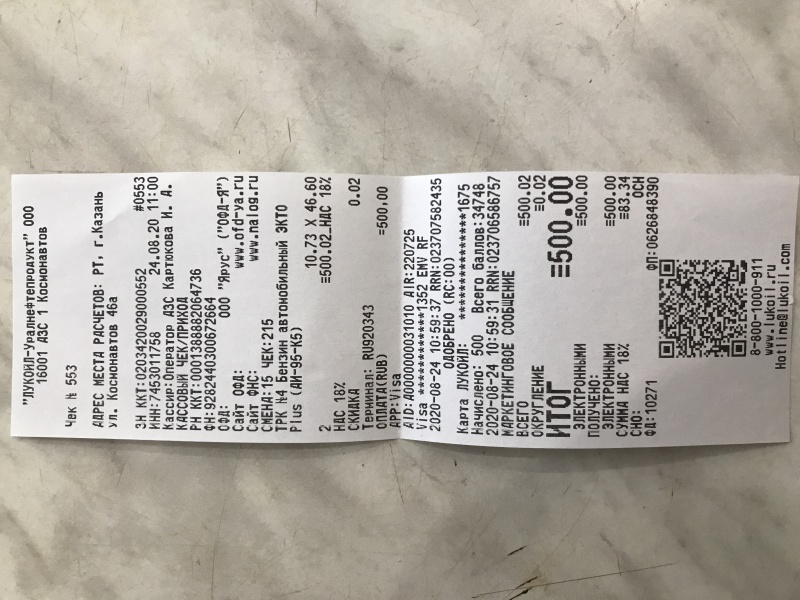 "ЛУКОЙЛ-Уралнефтепродукт" ООО
16001 АЗС 1 Космонавтов
Чек № 553
АДРЕС МЕСТА РАСЧЕТОВ: РТ, г.Казань
ул. Космонавтов 46а
#0553
ЗН ККТ:0203420029000552
ИНН:7453011758 24.08.20 11:00
Кассир:Оператор АЗС Картюкова И. А.
КАССОВЫЙ ЧЕК/ПРИХОД
РН ККТ:0001388882064736
ФН:9282440300672664
ОФД: ООО "Ярус" ("ОФД-Я")
Сайт ОФД: www.ofd-ya.ru
Сайт ФНС: www.nalog.ru
СМЕНА:15 ЧЕК:215
ТРК №4 Бензин автомобильный ЭКТО
Plus (АИ-95-К5)
10.73 X 46.60
2 ≡500.02_НДС 18%
НДС 18%
СКИДКА 0.02
Терминал: RU920343
ОПЛАТА(RUB) =500.00
APP:Visa
AID:A0000000031010 AIR:220725
Visa ************1352 EMV RF
2020-08-24 10:59:37 RRN:023707582435
ОДОБРЕНО (RC:00)
Карта ЛУКОЙЛ: **************1675
Начислено: 500 Всего баллов:34748
2020-08-24 10:59:31 RRN:023706586757
МАРКЕТИНГОВОЕ СООБЩЕНИЕ
ВСЕГО ≡500.02
ОКРУГЛЕНИЕ ≡0.02
ИТОГ ≡500.00
ЭЛЕКТРОННЫМИ ≡500.00
ПОЛУЧЕНО:
ЭЛЕКТРОННЫМИ ≡500.00
СУММА НДС 18% ≡83.34
СНО: ОСН
ФД:10271 ФП:0626848390
8-800-1000-911
www.lukoil.ru
Hotline@lukoil.com